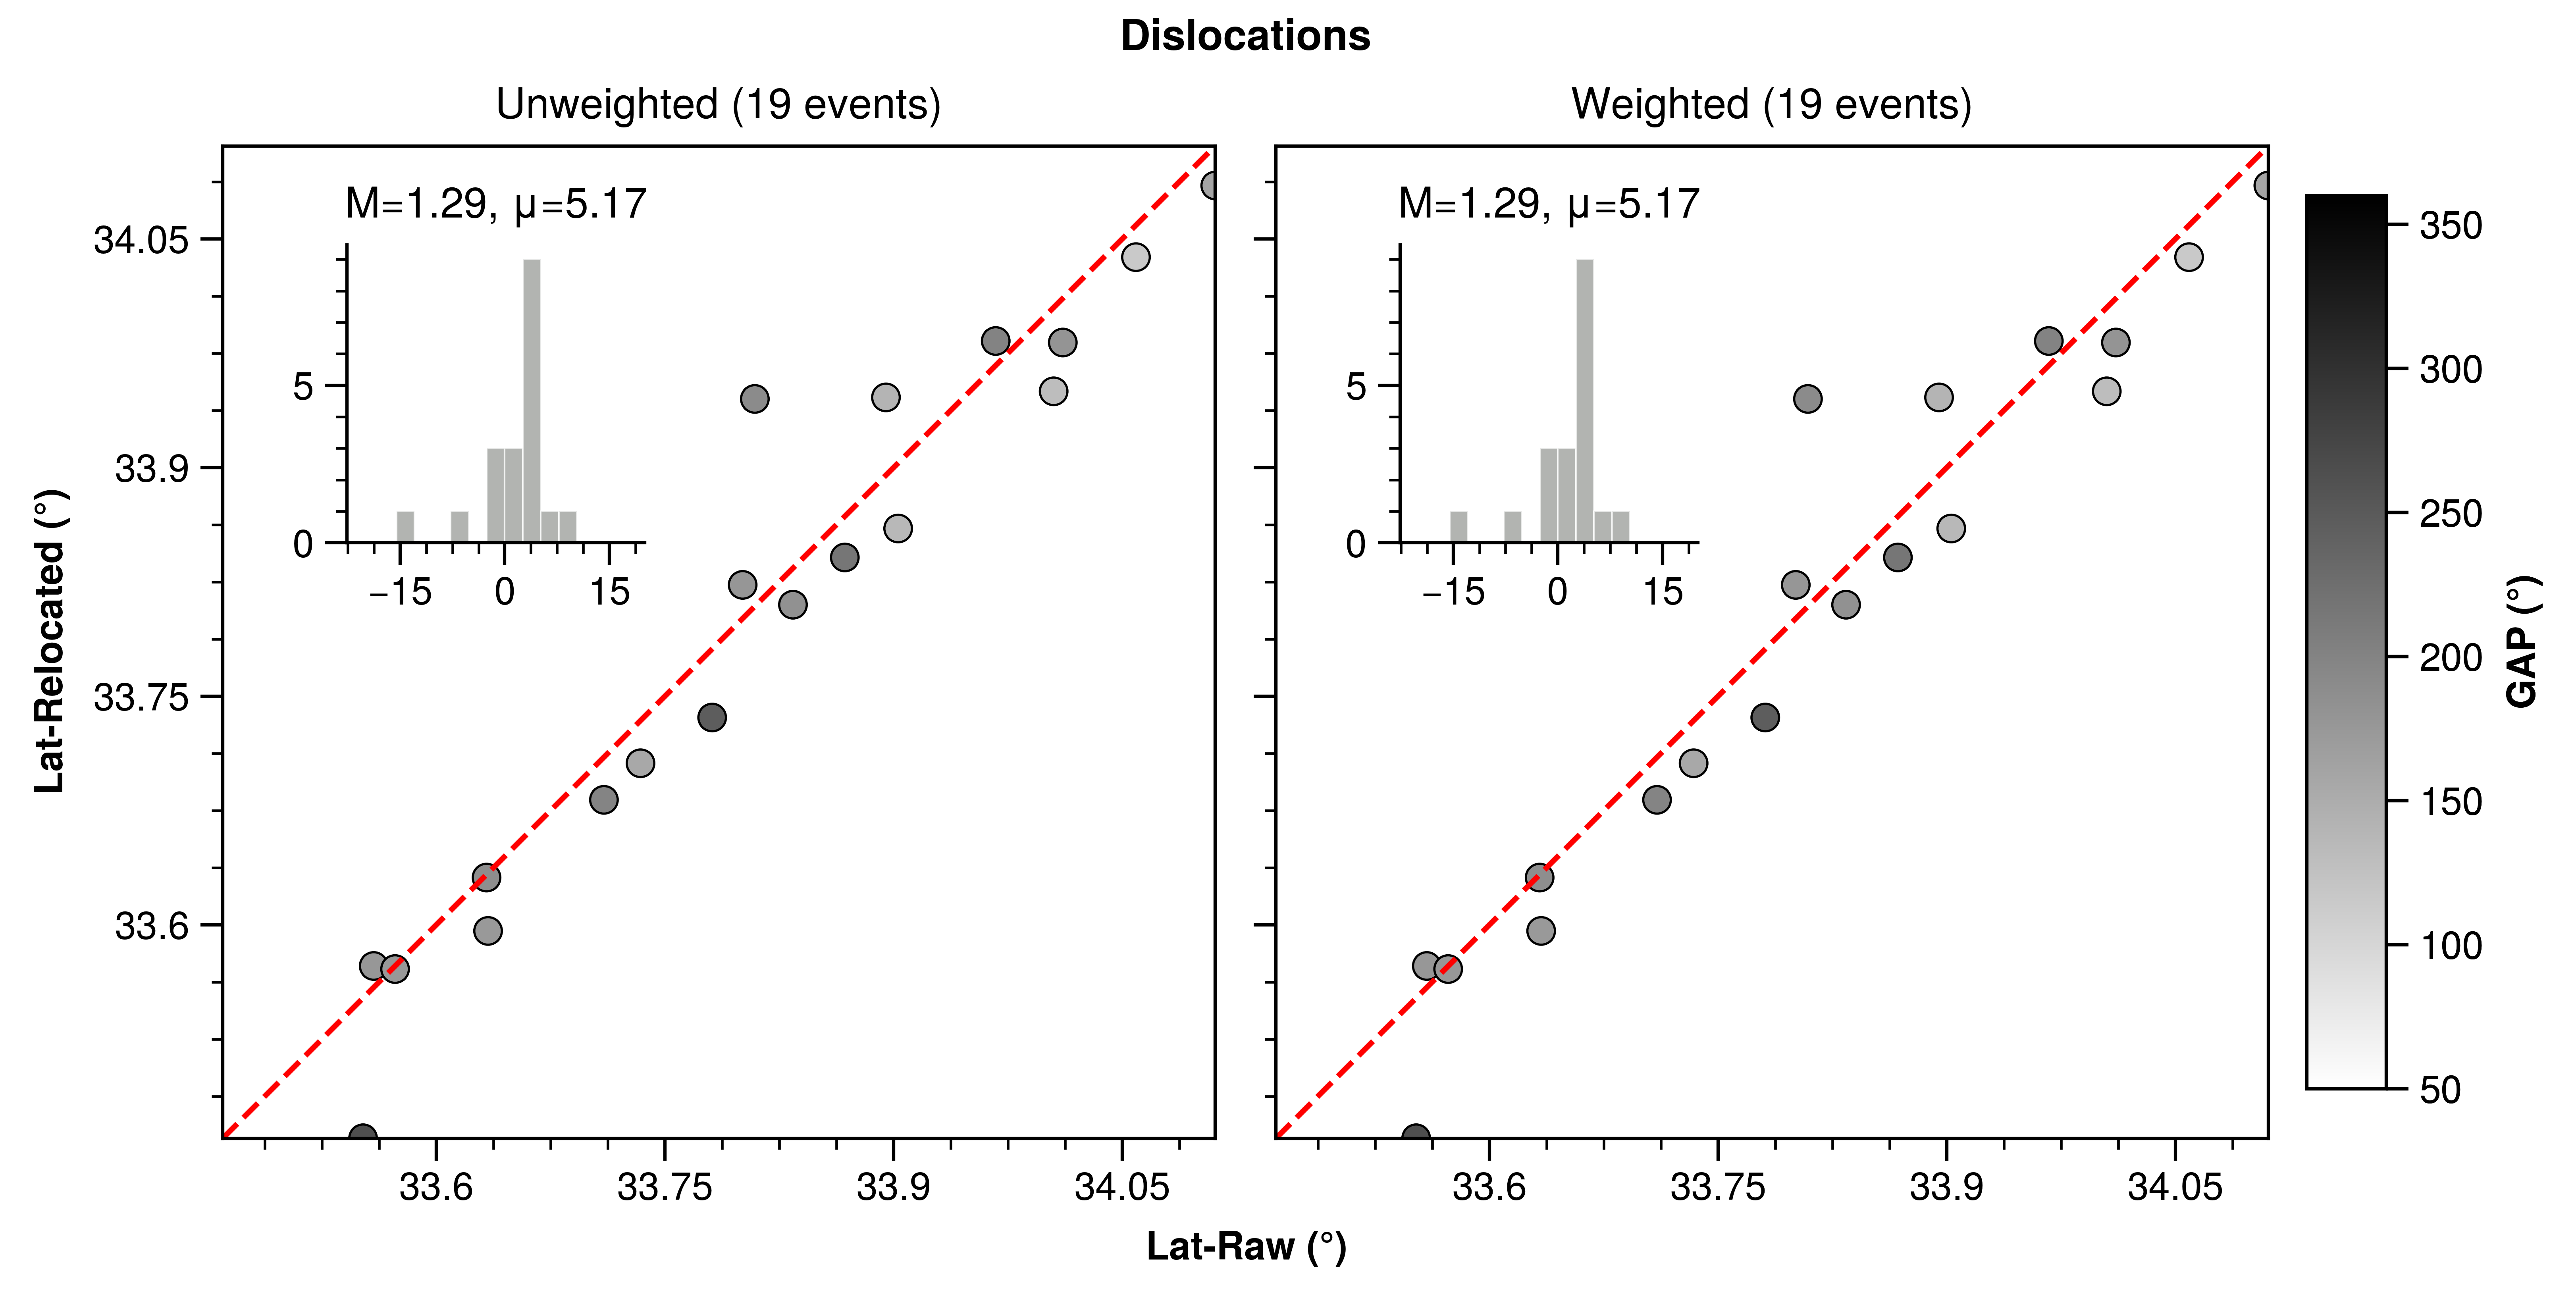 Dislocations
Unweighted (19 events)
Weighted (19 events)
M=1.29, μ=5.17
5
0
−15 0 15
M=1.29, μ=5.17
5
0
−15 0 15
34.05
33.9
33.75
33.6
Lat-Relocated (°)
33.6 33.75 33.9 34.05
33.6 33.75 33.9 34.05
Lat-Raw (°)
350
300
250
200
150
100
50
GAP (°)